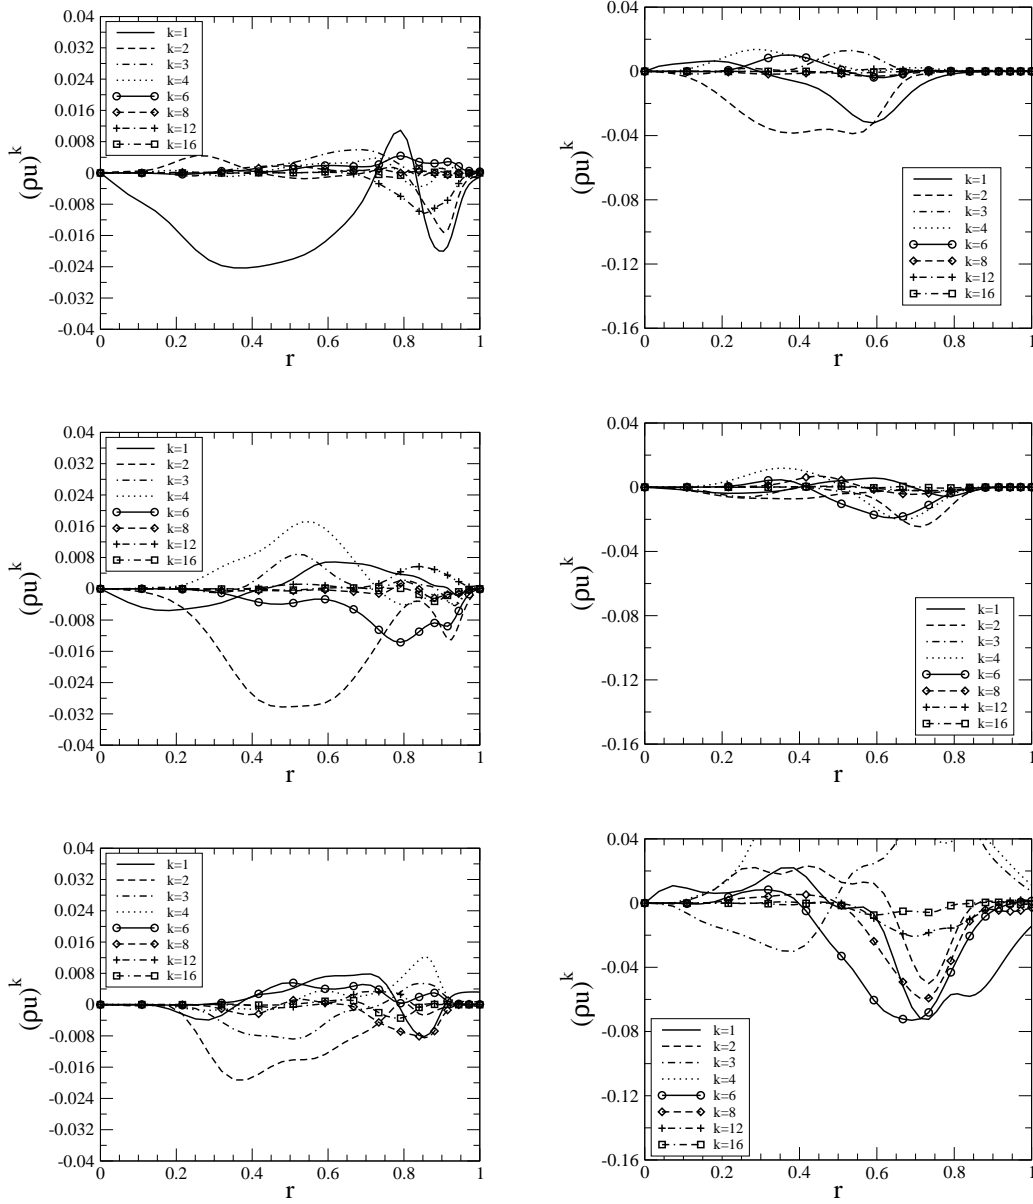 0.04
0.032
0.024
0.016
0.008
0
-0.008
-0.016
-0.024
-0.032
-0.04
(ρu)^k
k=1
k=2
k=3
k=4
k=6
k=8
k=12
k=16
0 0.2 0.4 0.6 0.8 1
r
0.04
0
-0.04
-0.08
-0.12
-0.16
(ρu)^k
k=1
k=2
k=3
k=4
k=6
k=8
k=12
k=16
0 0.2 0.4 0.6 0.8 1
r
0.04
0.032
0.024
0.016
0.008
0
-0.008
-0.016
-0.024
-0.032
-0.04
(ρu)^k
k=1
k=2
k=3
k=4
k=6
k=8
k=12
k=16
0 0.2 0.4 0.6 0.8 1
r
0.04
0
-0.04
-0.08
-0.12
-0.16
(ρu)^k
k=1
k=2
k=3
k=4
k=6
k=8
k=12
k=16
0 0.2 0.4 0.6 0.8 1
r
0.04
0.032
0.024
0.016
0.008
0
-0.008
-0.016
-0.024
-0.032
-0.04
(ρu)^k
k=1
k=2
k=3
k=4
k=6
k=8
k=12
k=16
0 0.2 0.4 0.6 0.8 1
r
0.04
0
-0.04
-0.08
-0.12
-0.16
(ρu)^k
k=1
k=2
k=3
k=4
k=6
k=8
k=12
k=16
0 0.2 0.4 0.6 0.8 1
r